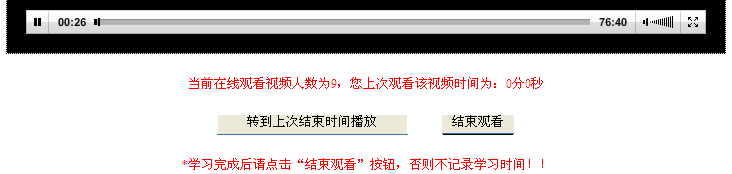 00:26 76:40
当前在线观看视频人数为9，您上次观看该视频时间为：0分0秒
转到上次结束时间播放 结束观看
*学习完成后请点击“结束观看”按钮，否则不记录学习时间！！